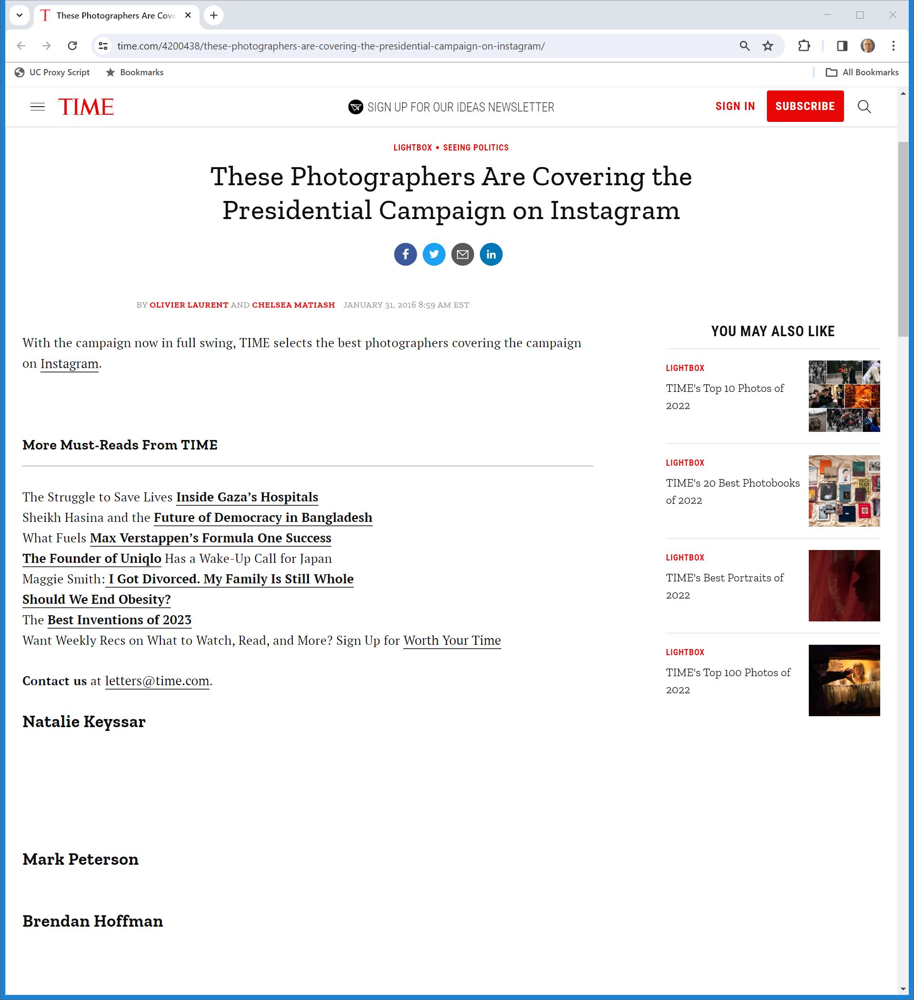 These Photographers Are Cove
time.com/4200438/these-photographers-are-covering-the-presidential-campaign-on-instagram/
UC Proxy Script
Bookmarks
All Bookmarks
TIME
SIGN UP FOR OUR IDEAS NEWSLETTER
SIGN IN
SUBSCRIBE
LIGHTBOX • SEEING POLITICS
These Photographers Are Covering the
Presidential Campaign on Instagram
BY OLIVIER LAURENT AND CHELSEA MATIASH JANUARY 31, 2016 8:59 AM EST
With the campaign now in full swing, TIME selects the best photographers covering the campaign
on Instagram.
More Must-Reads From TIME
The Struggle to Save Lives Inside Gaza’s Hospitals
Sheikh Hasina and the Future of Democracy in Bangladesh
What Fuels Max Verstappen’s Formula One Success
The Founder of Uniqlo Has a Wake-Up Call for Japan
Maggie Smith: I Got Divorced. My Family Is Still Whole
Should We End Obesity?
The Best Inventions of 2023
Want Weekly Recs on What to Watch, Read, and More? Sign Up for Worth Your Time
Contact us at letters@time.com.
Natalie Keyssar
Mark Peterson
Brendan Hoffman
YOU MAY ALSO LIKE
LIGHTBOX
TIME's Top 10 Photos of
2022
LIGHTBOX
TIME's 20 Best Photobooks
of 2022
LIGHTBOX
TIME's Best Portraits of
2022
LIGHTBOX
TIME's Top 100 Photos of
2022